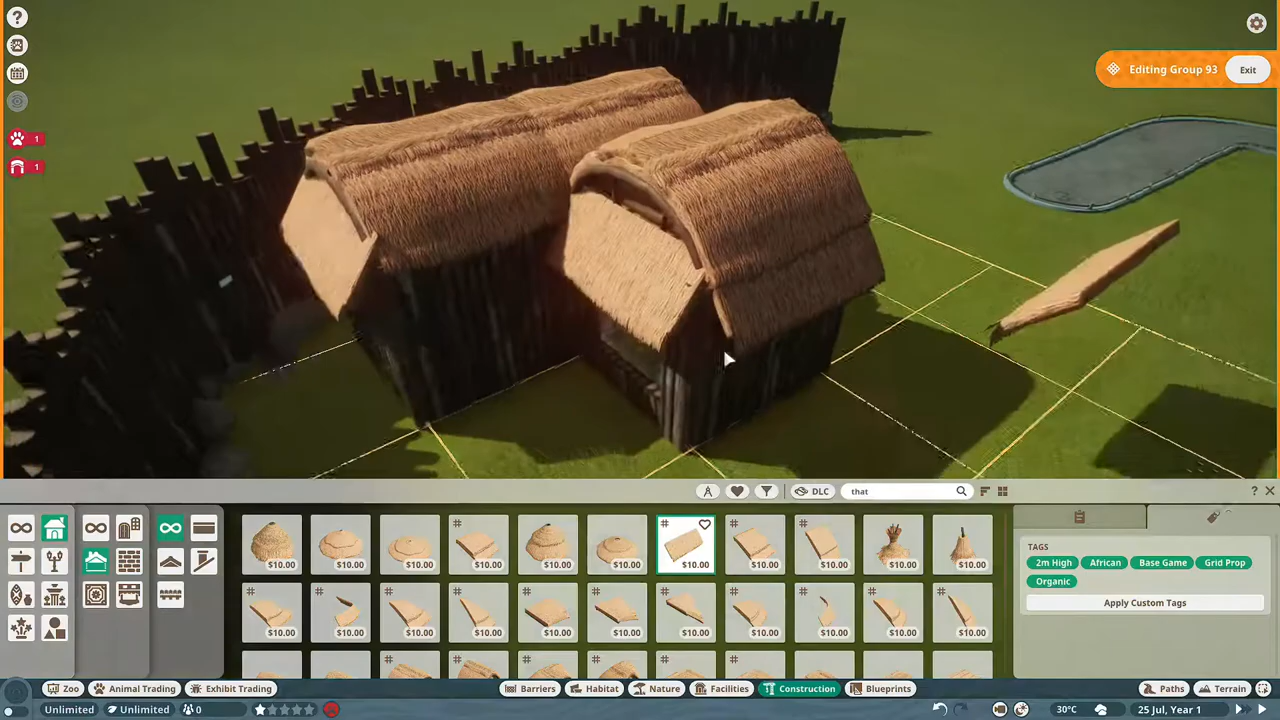 ?
Editing Group 93
Exit
1
1
DLC
that
?
$10.00 $10.00 $10.00 $10.00 $10.00 $10.00 $10.00 $10.00 $10.00 $10.00 $10.00
$10.00 $10.00 $10.00 $10.00 $10.00 $10.00 $10.00 $10.00 $10.00 $10.00 $10.00
TAGS
2m High African Base Game Grid Prop
Organic
Apply Custom Tags
Zoo Animal Trading Exhibit Trading Barriers Habitat Nature Facilities Construction Blueprints Paths Terrain
Unlimited Unlimited 0 30°C 25 Jul, Year 1